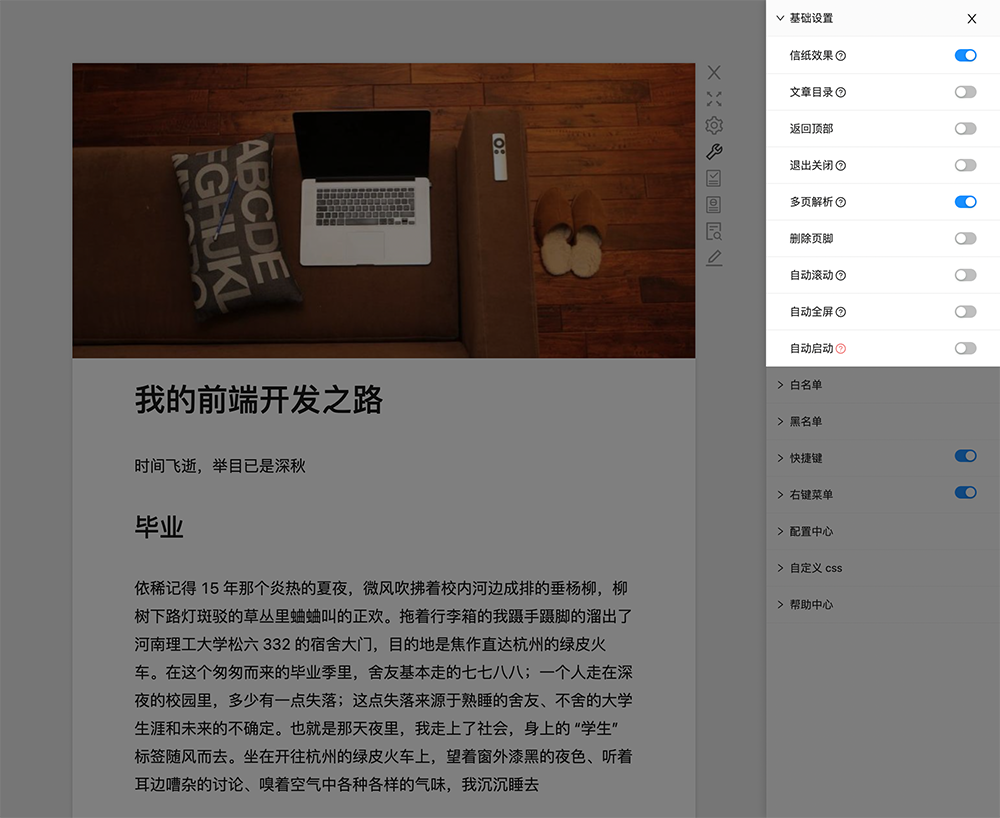 基础设置
信纸效果
文章目录
返回顶部
退出关闭
多页解析
删除页脚
自动滚动
自动全屏
自动启动
白名单
黑名单
快捷键
右键菜单
配置中心
自定义 css
帮助中心
ABCDE
FGHIJKL
我的前端开发之路
时间飞逝，举目已是深秋
毕业
依稀记得 15 年那个炎热的夏夜，微风吹拂着校内河边成排的垂杨柳，柳
树下路灯斑驳的草丛里蛐蛐叫的正欢。拖着行李箱的我蹑手蹑脚的溜出了
河南理工大学松六 332 的宿舍大门，目的地是焦作直达杭州的绿皮火
车。在这个匆匆而来的毕业季里，舍友基本走的七七八八；一个人走在深
夜的校园里，多少有一点失落；这点失落来源于熟睡的舍友、不舍的大学
生涯和未来的不确定。也就是那天夜里，我走上了社会，身上的 “学生”
标签随风而去。坐在开往杭州的绿皮火车上，望着窗外漆黑的夜色、听着
耳边嘈杂的讨论、嗅着空气中各种各样的气味，我沉沉睡去